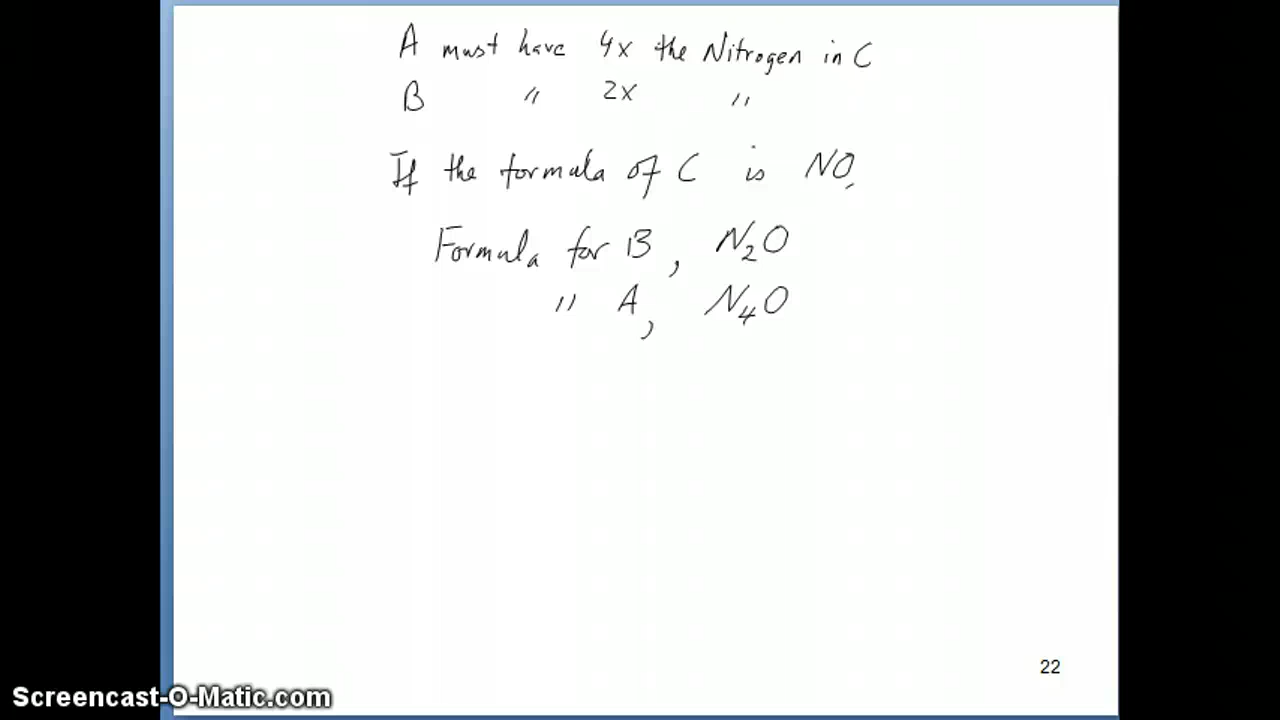 A must have 4x the Nitrogen in C
B " 2x "
If the formula of C is NO,
Formula for B, N₂O
" A, N₄O
22
Screencast-O-Matic.com